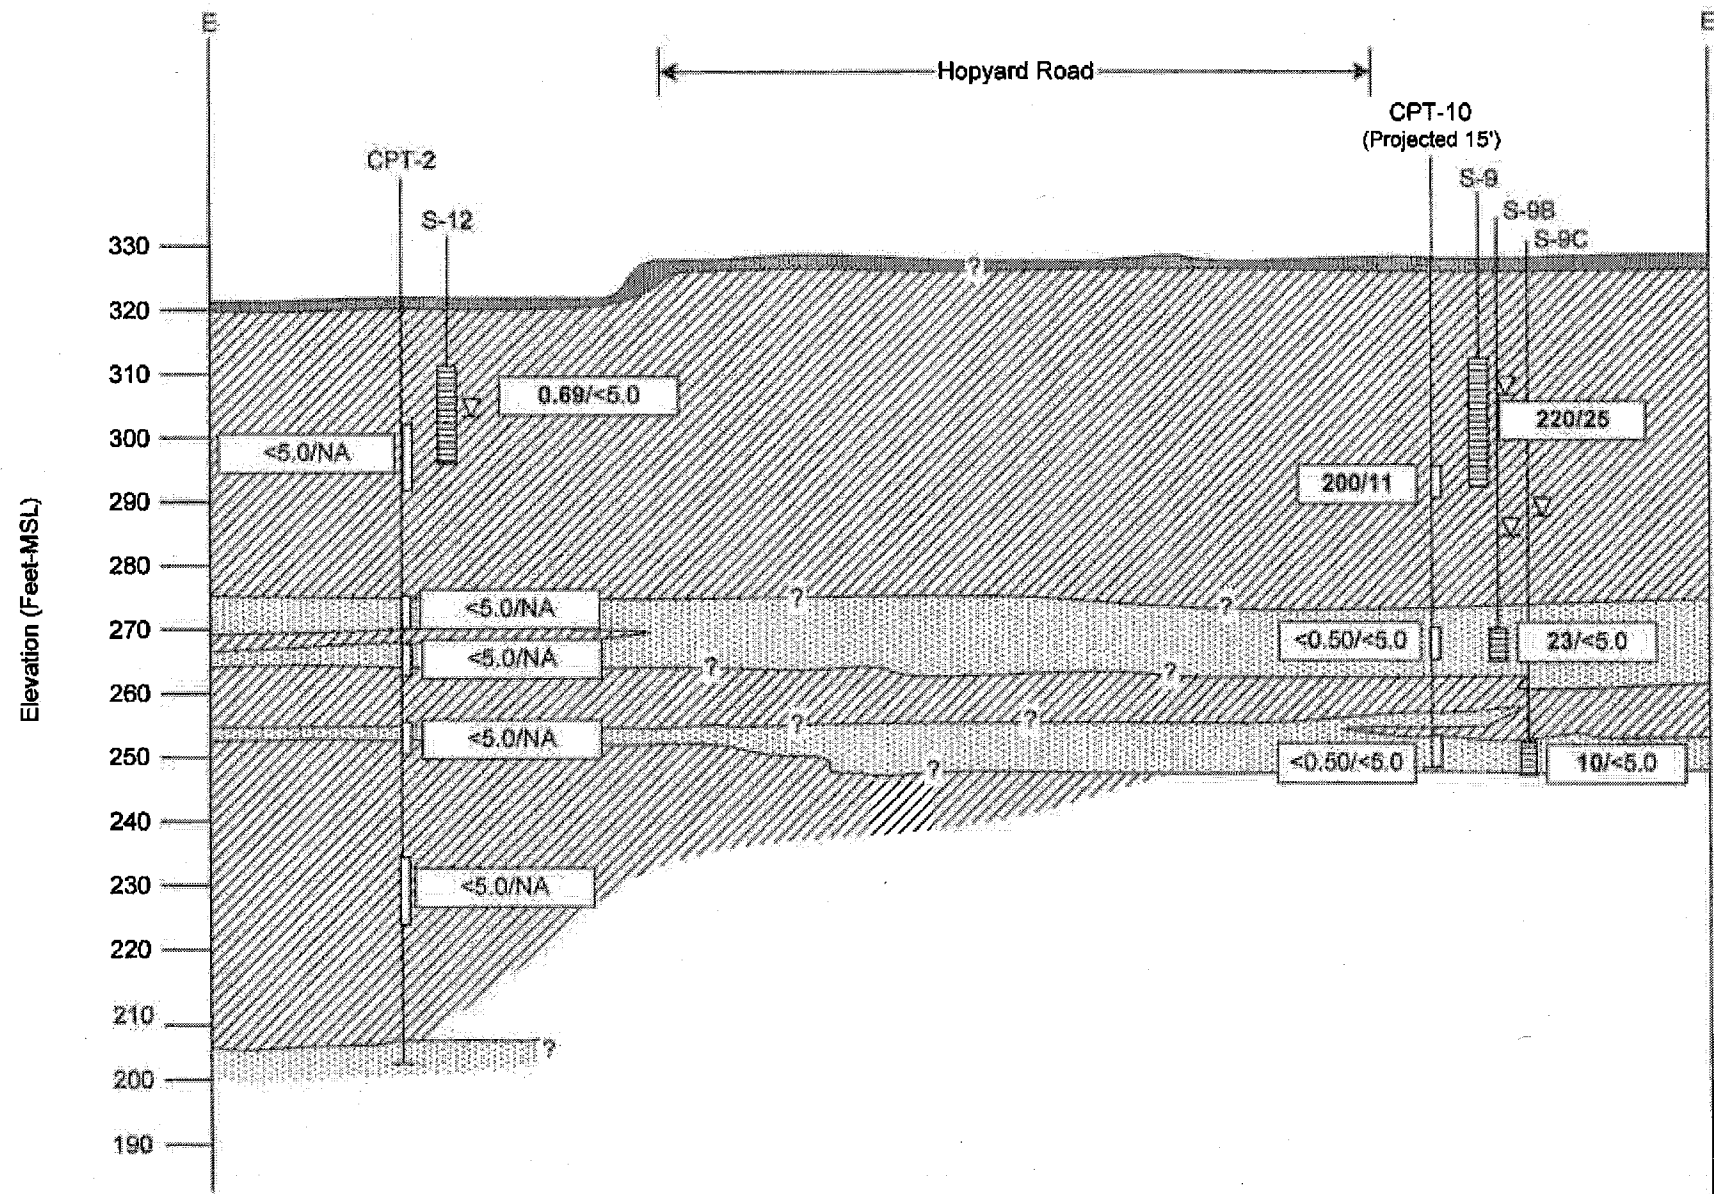 E
E
Hopyard Road
CPT-10
(Projected 15')
CPT-2
S-9
S-12
S-9B
S-9C
Elevation (Feet-MSL)
330
320
310
300
290
280
270
260
250
240
230
220
210
200
190
?
0.69/<5.0
220/25
<5.0/NA
200/11
?
?
<5.0/NA
<0.50/<5.0
23/<5.0
<5.0/NA
?
?
?
?
<5.0/NA
<0.50/<5.0
10/<5.0
?
<5.0/NA
?